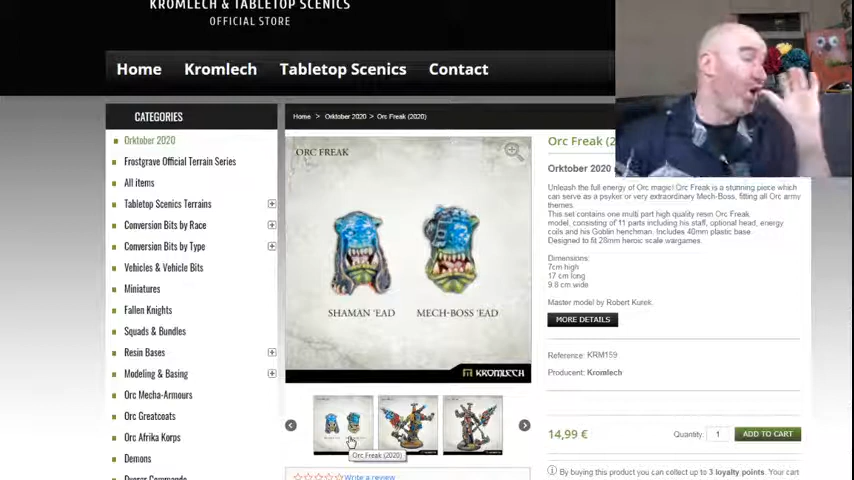 KROMLECH & TABLETOP SCENICS
OFFICIAL STORE
Home Kromlech Tabletop Scenics Contact
CATEGORIES
Orktober 2020
Frostgrave Official Terrain Series
All items
Tabletop Scenics Terrains
Conversion Bits by Race
Conversion Bits by Type
Vehicles & Vehicle Bits
Miniatures
Fallen Knights
Squads & Bundles
Resin Bases
Modeling & Basing
Orc Mecha-Armours
Orc Greatcoats
Orc Afrika Korps
Demons
Home > Orktober 2020 > Orc Freak (2020)
ORC FREAK
SHAMAN 'EAD
MECH-BOSS 'EAD
KROMLECH
Orc Freak (2020)
Write a review
Orc Freak (2
Orktober 2020
Unleash the full energy of Orc magic! Orc Freak is a stunning piece which
can serve as a psyker or very extraordinary Mech-Boss, fitting all Orc army
themes.
This set contains one multi part high quality resin Orc Freak
model, consisting of 11 parts including his staff, optional head, energy
coils and his Goblin henchman. Includes 40mm plastic base
Designed to fit 28mm heroic scale wargames.
Dimensions:
7cm high
17 cm long
9.8 cm wide
Master model by Robert Kurek.
MORE DETAILS
Reference: KRM159
Producent: Kromlech
14,99 €
Quantity: 1
ADD TO CART
By buying this product you can collect up to 3 loyalty points. Your cart